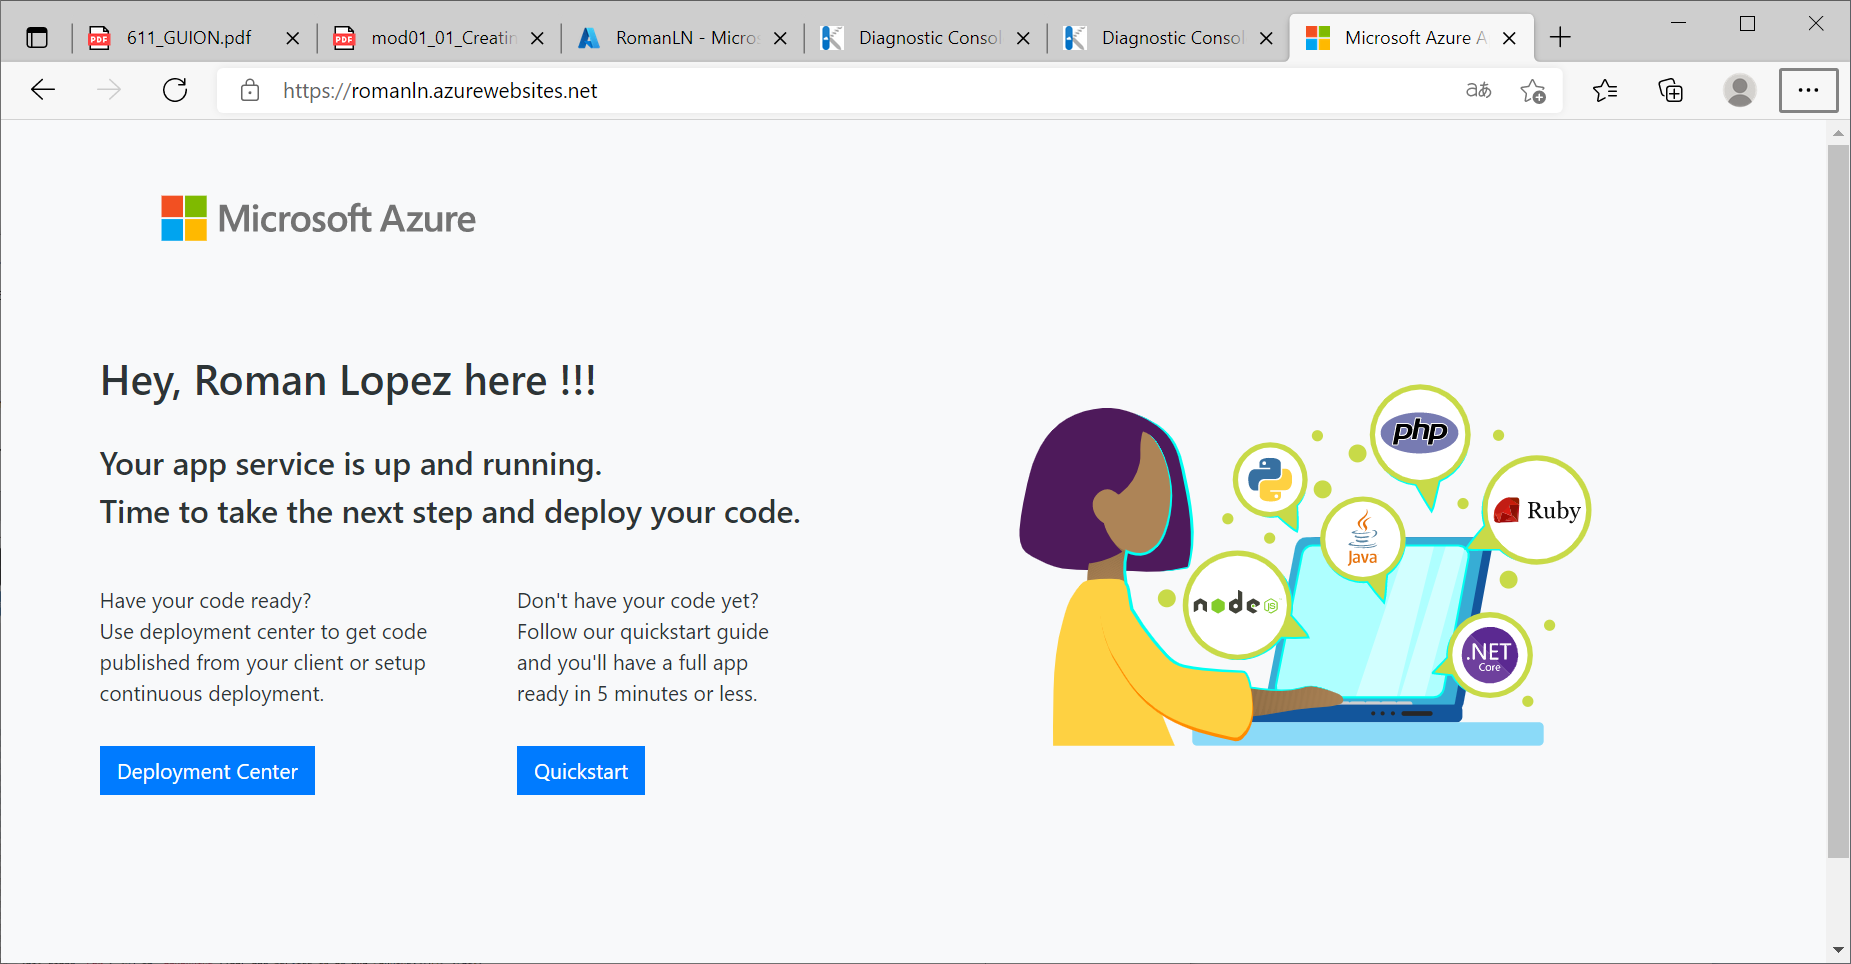 611_GUION.pdf
mod01_01_Creatin
RomanLN - Micros
Diagnostic Consol
Diagnostic Consol
Microsoft Azure A
https://romanln.azurewebsites.net
aあ
Microsoft Azure
Hey, Roman Lopez here !!!
Your app service is up and running.
Time to take the next step and deploy your code.
Have your code ready?
Use deployment center to get code
published from your client or setup
continuous deployment.
Deployment Center
Don't have your code yet?
Follow our quickstart guide
and you'll have a full app
ready in 5 minutes or less.
Quickstart
php
Ruby
Java
node
JS
.NET
Core